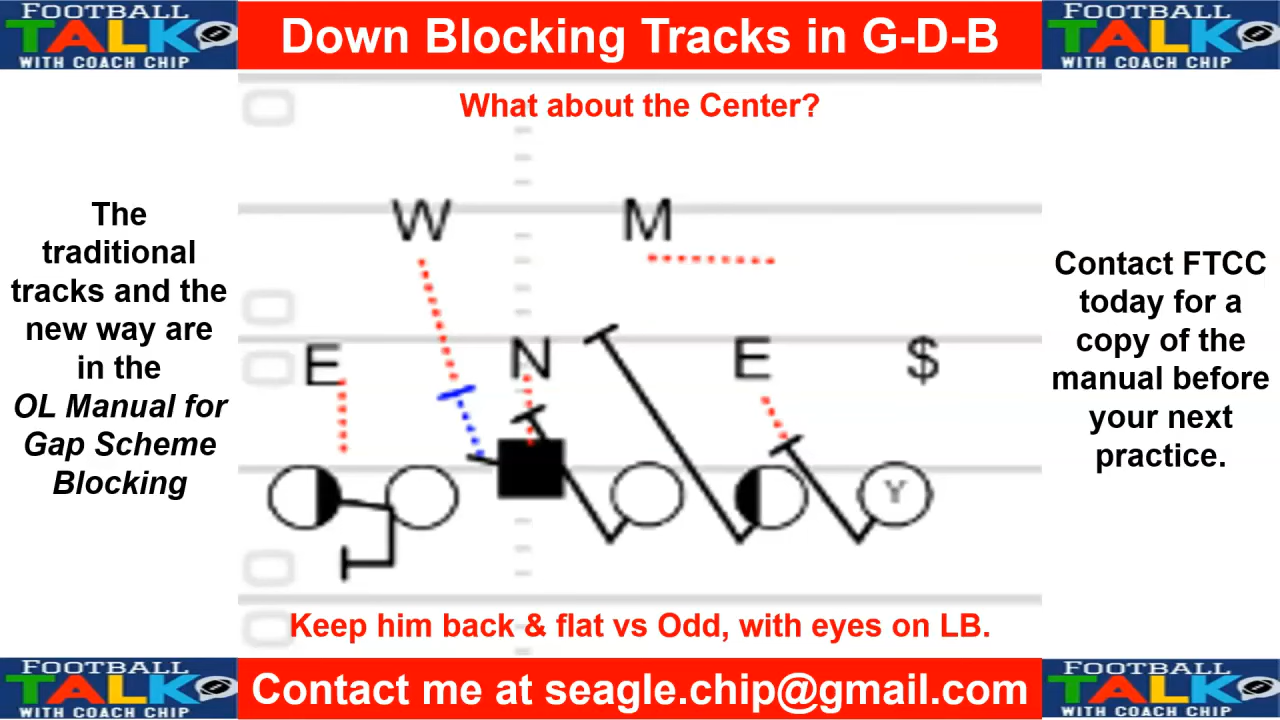 FOOTBALL
TALK
WITH COACH CHIP
Down Blocking Tracks in G-D-B
FOOTBALL
TALK
WITH COACH CHIP
What about the Center?
The
traditional
tracks and the
new way are
in the
OL Manual for
Gap Scheme
Blocking
W
M
E
N
E
$
Y
Contact FTCC
today for a
copy of the
manual before
your next
practice.
Keep him back & flat vs Odd, with eyes on LB.
FOOTBALL
TALK
WITH COACH CHIP
Contact me at seagle.chip@gmail.com
FOOTBALL
TALK
WITH COACH CHIP